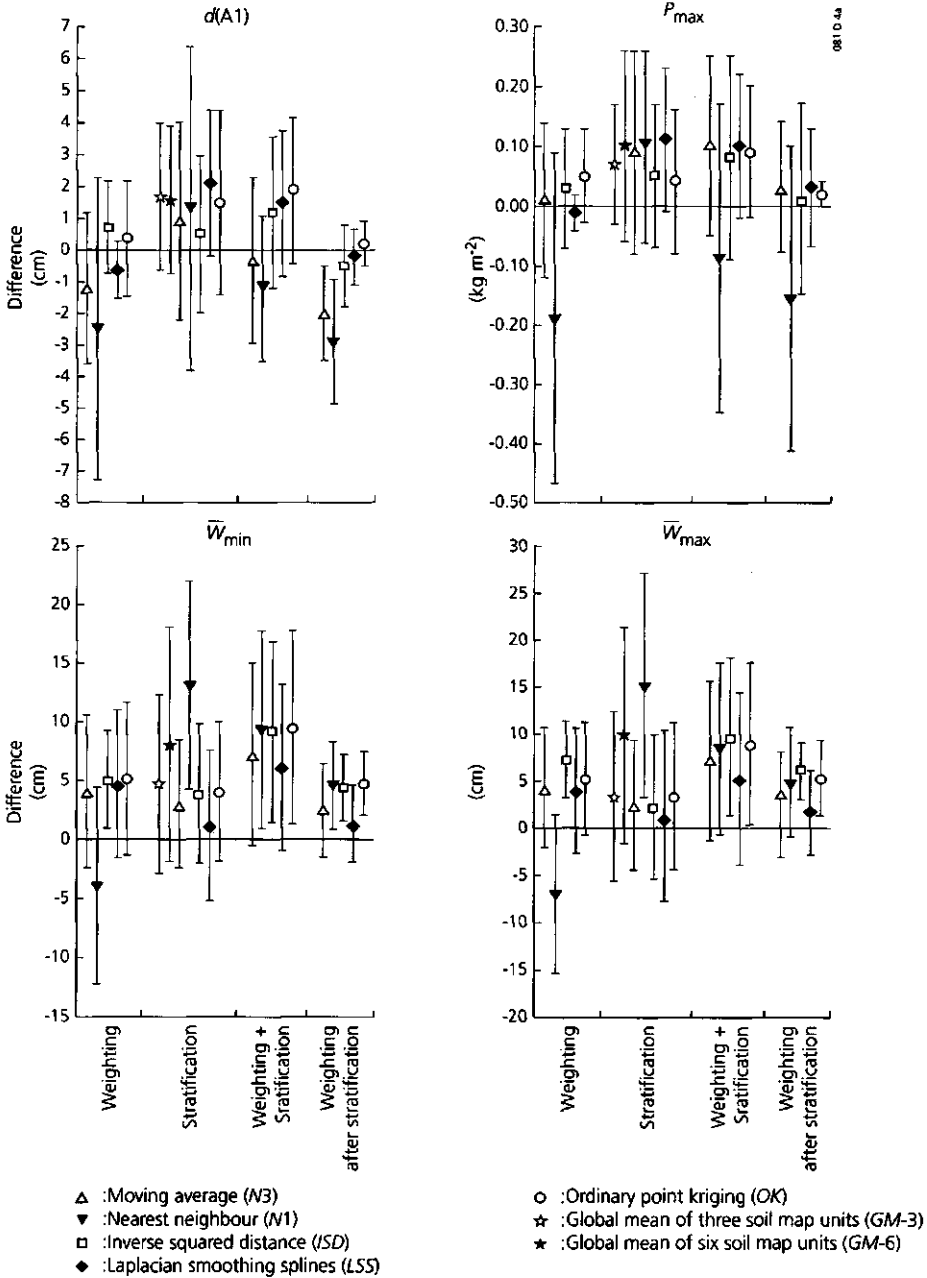 d(A1)
7
6
5
4
3
2
1
0
-1
-2
-3
-4
-5
-6
-7
-8
Difference
(cm)
Pmax
081 D 4a
0.30
0.20
0.10
0.00
-0.10
-0.20
-0.30
-0.40
-0.50
(kg m-2)
W̅min
25
20
15
10
5
0
-5
-10
-15
Difference
(cm)
Weighting
Stratification
Weighting +
Sratification
Weighting
after stratification
W̅max
30
25
20
15
10
5
0
-5
-10
-15
-20
(cm)
Weighting
Stratification
Weighting +
Sratification
Weighting
after stratification
△ :Moving average (N3)
▼ :Nearest neighbour (N1)
□ :Inverse squared distance (ISD)
◆ :Laplacian smoothing splines (LSS)
○ :Ordinary point kriging (OK)
☆ :Global mean of three soil map units (GM-3)
★ :Global mean of six soil map units (GM-6)